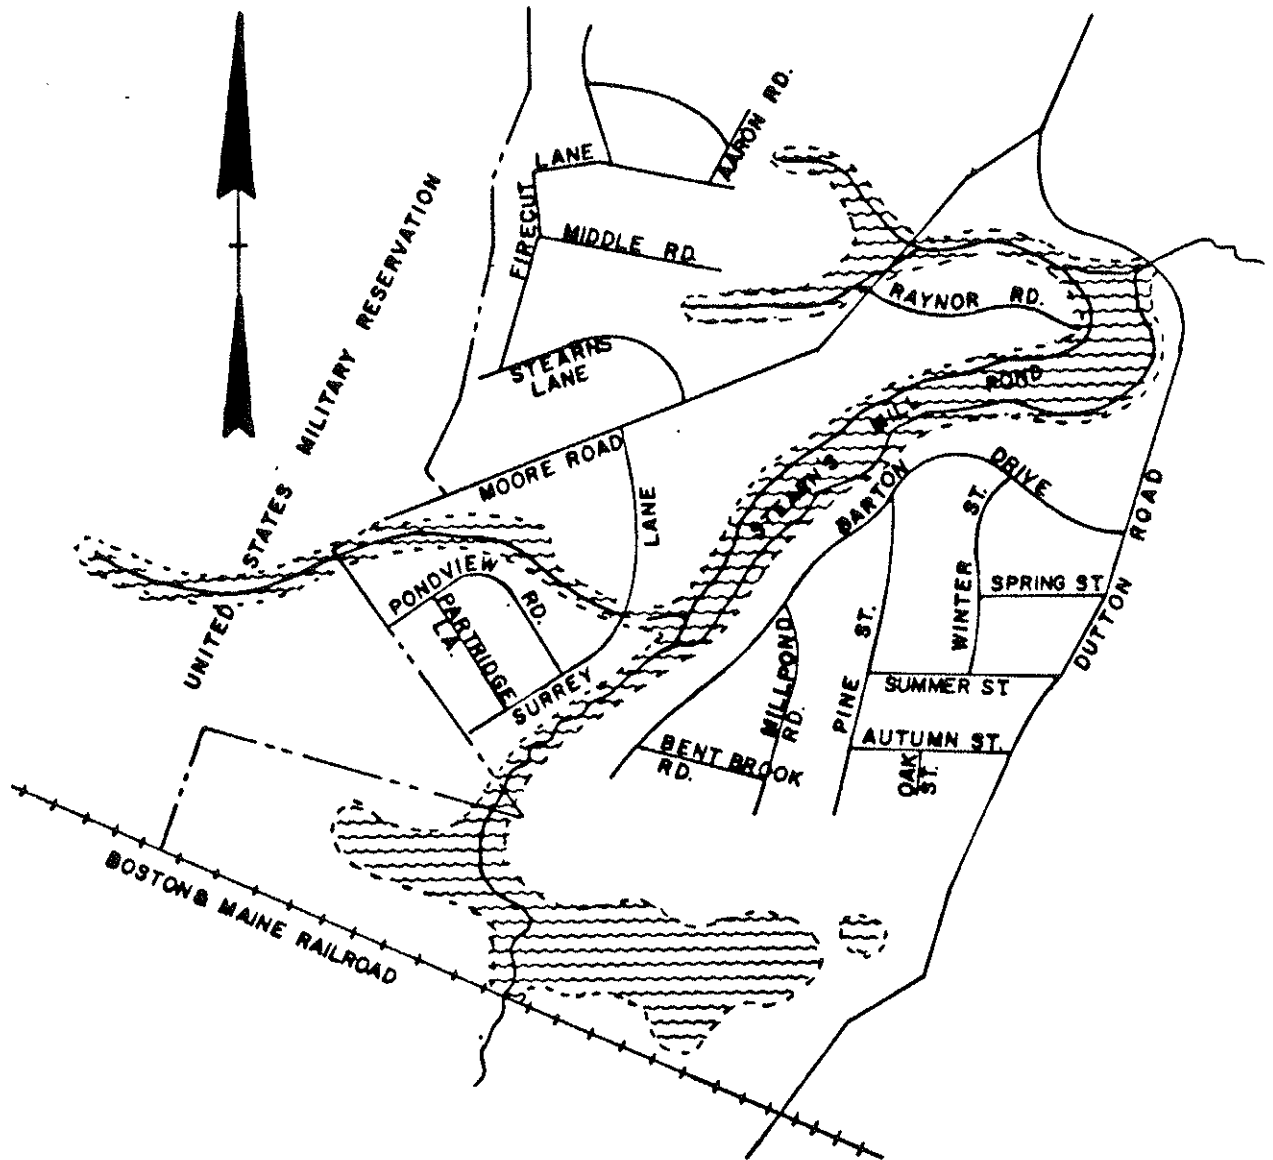 AARON RD.
LANE
FIRECUT
MIDDLE RD.
RAYNOR RD.
STEARNS
LANE
UNITED STATES MILITARY RESERVATION
MOORE ROAD
LANE
STEARN'S MILL POND
BARTON DRIVE
ROAD
DUTTON
WINTER ST.
SPRING ST.
PONDVIEW RD.
PARTRIDGE
LA.
SURREY
MILLPOND
RD.
PINE ST.
SUMMER ST.
AUTUMN ST.
OAK
ST.
BENT BROOK
RD.
BOSTON & MAINE RAILROAD